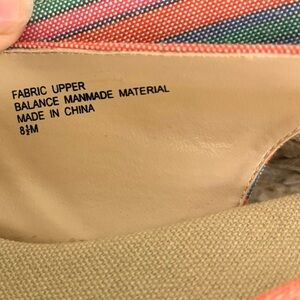 FABRIC UPPER
BALANCE MANMADE MATERIAL
MADE IN CHINA
8½M